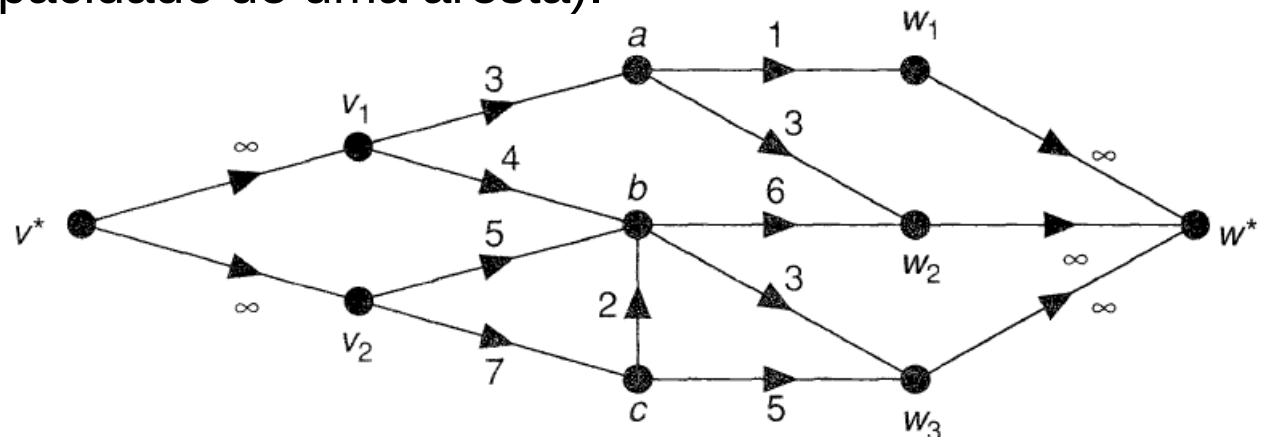 pacidade de uma aresta).
w₁
a
1
3
v₁
3
∞
∞
4
b
6
v*
5
w*
w₂
∞
3
2
∞
∞
v₂
7
c
5
w₃